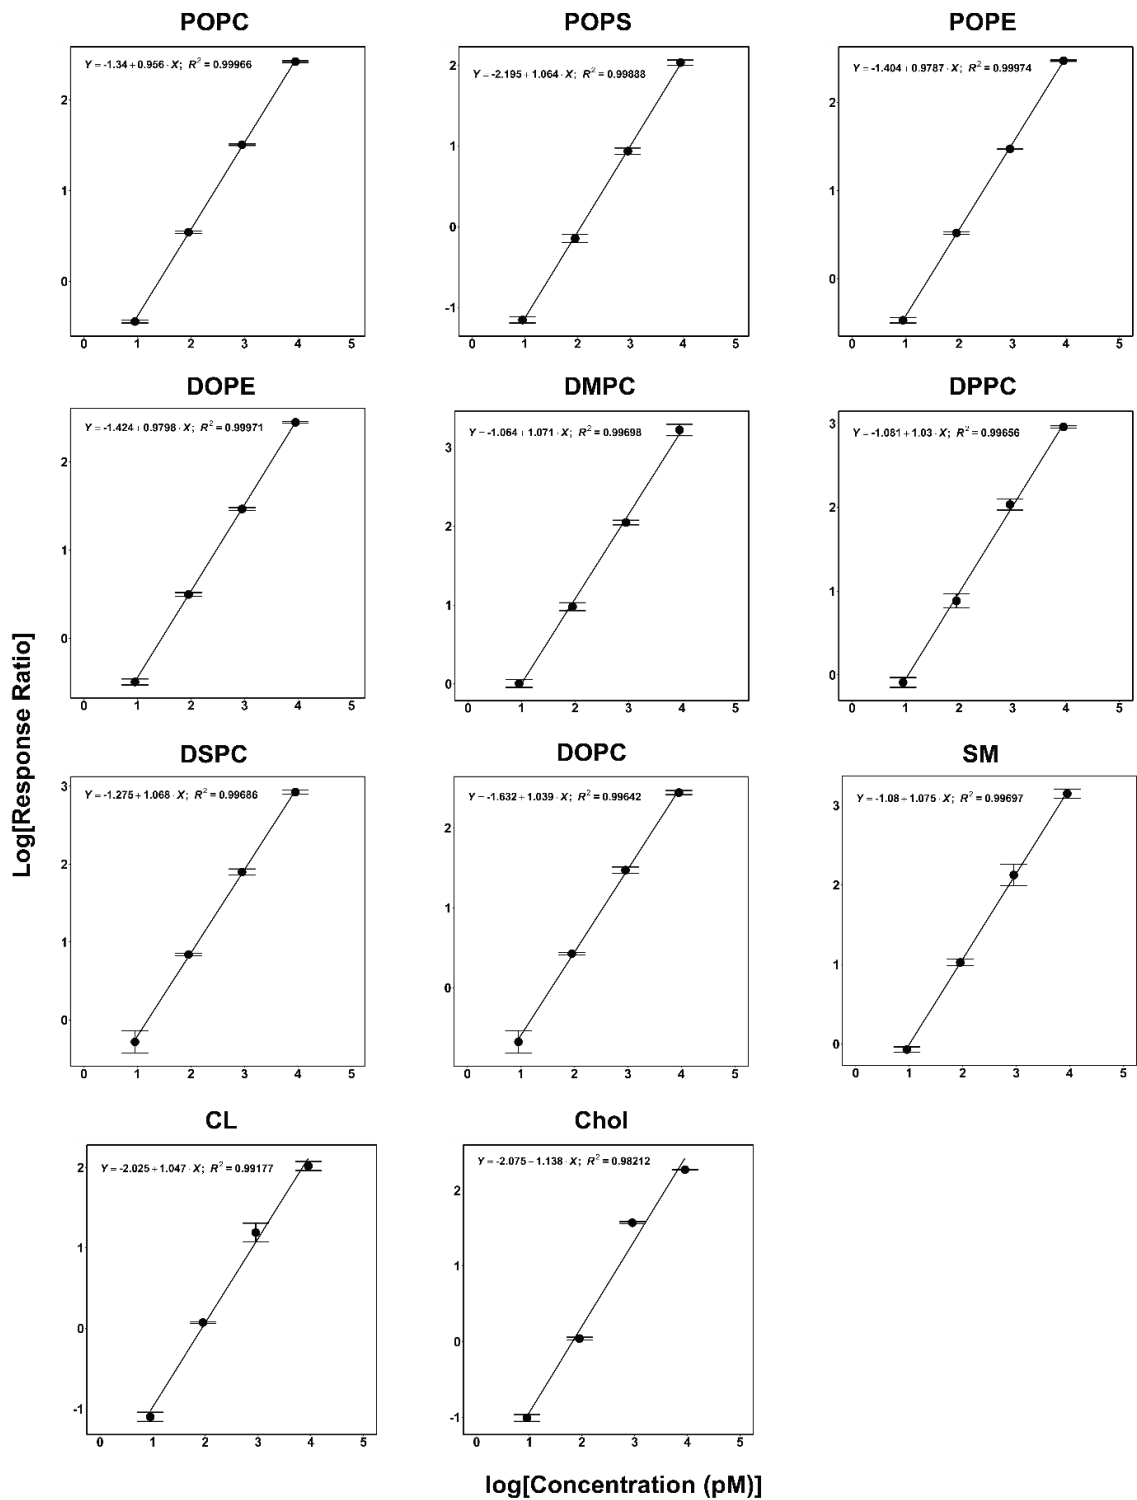 POPC
Y = -1.34 + 0.956 · X; R² = 0.99966
2
1
0
0 1 2 3 4 5
POPS
Y = -2.195 + 1.064 · X; R² = 0.99888
2
1
0
-1
0 1 2 3 4 5
POPE
Y = -1.404 + 0.9787 · X; R² = 0.99974
2
1
0
0 1 2 3 4 5
DOPE
Y = -1.424 + 0.9798 · X; R² = 0.99971
2
1
0
0 1 2 3 4 5
DMPC
Y = -1.064 + 1.071 · X; R² = 0.99698
3
2
1
0
0 1 2 3 4 5
DPPC
Y = -1.081 + 1.03 · X; R² = 0.99656
3
2
1
0
0 1 2 3 4 5
DSPC
Y = -1.275 + 1.068 · X; R² = 0.99686
3
2
1
0
0 1 2 3 4 5
DOPC
Y = -1.632 + 1.039 · X; R² = 0.99642
2
1
0
0 1 2 3 4 5
SM
Y = -1.08 + 1.075 · X; R² = 0.99697
3
2
1
0
0 1 2 3 4 5
CL
Y = -2.025 + 1.047 · X; R² = 0.99177
2
1
0
-1
0 1 2 3 4 5
Chol
Y = -2.075 – 1.138 · X; R² = 0.98212
2
1
0
-1
0 1 2 3 4 5
Log[Response Ratio]
log[Concentration (pM)]